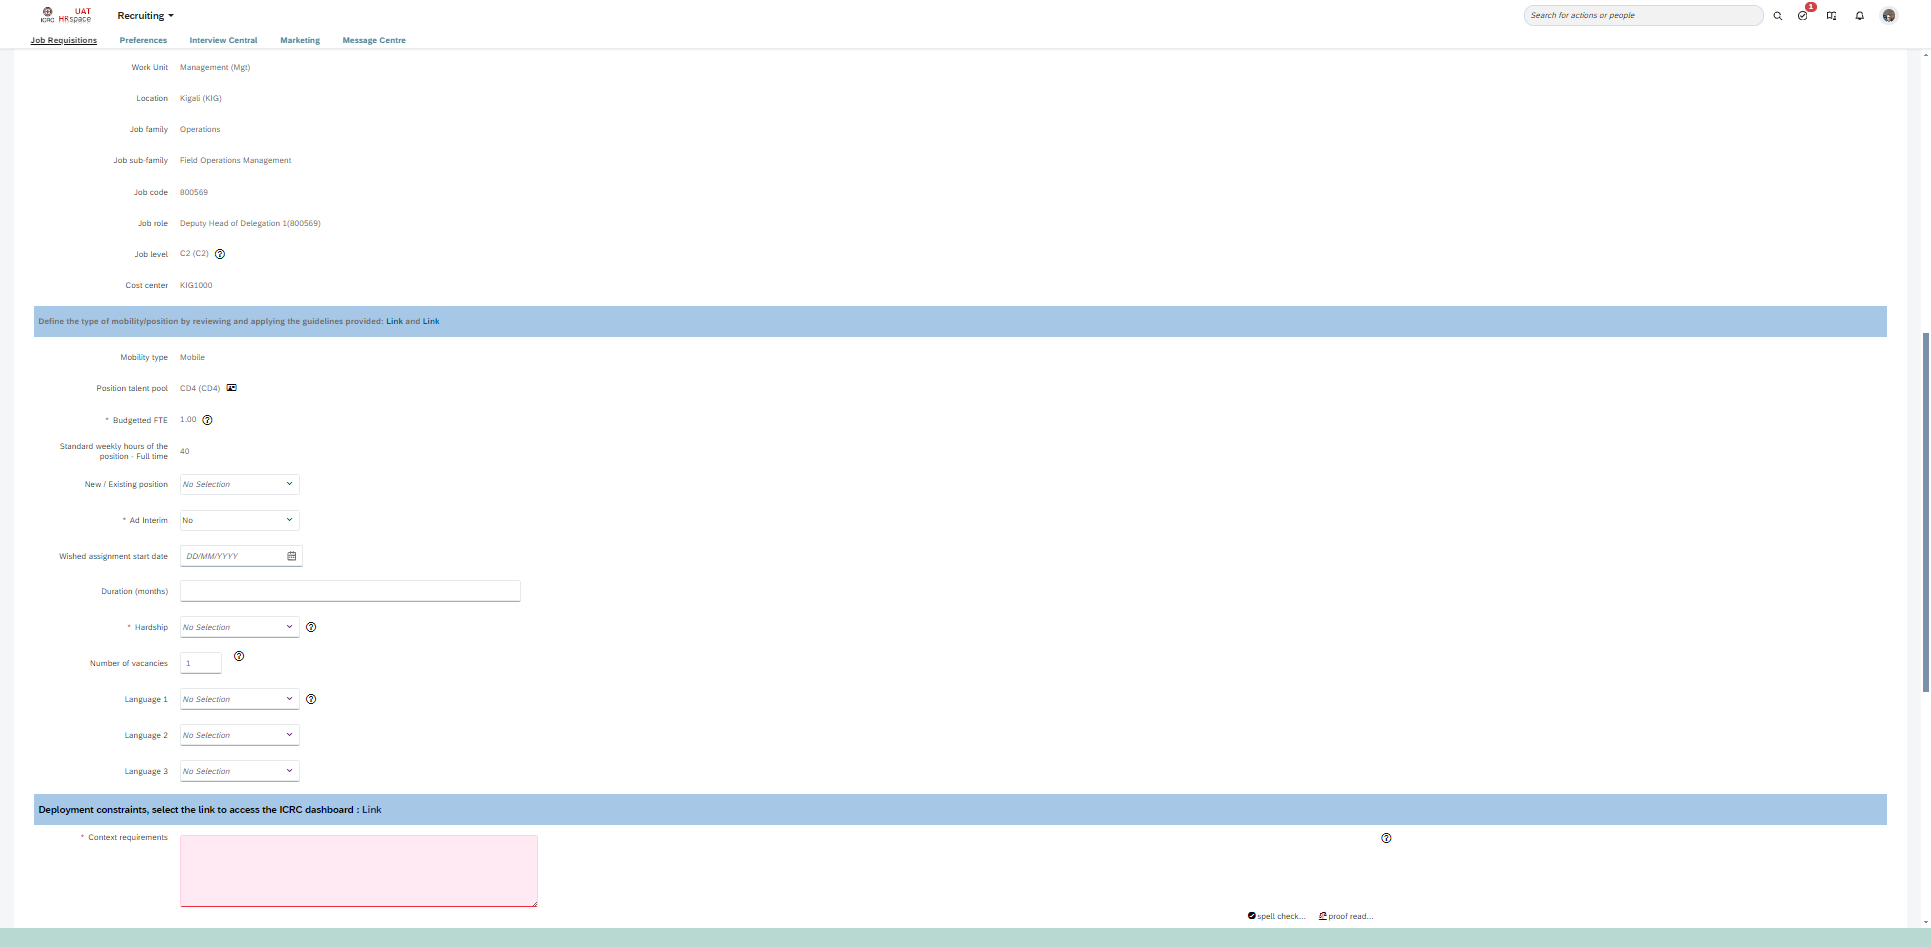 UAT
ICRC HRspace
Recruiting
Search for actions or people
1
Job Requisitions
Preferences
Interview Central
Marketing
Message Centre
Work Unit Management (Mgt)
Location Kigali (KIG)
Job family Operations
Job sub-family Field Operations Management
Job code 800569
Job role Deputy Head of Delegation 1(800569)
Job level C2 (C2)
Cost center KIG1000
Define the type of mobility/position by reviewing and applying the guidelines provided: Link and Link
Mobility type Mobile
Position talent pool CD4 (CD4)
* Budgetted FTE 1.00
Standard weekly hours of the
position - Full time 40
New / Existing position No Selection
* Ad Interim No
Wished assignment start date DD/MM/YYYY
Duration (months)
* Hardship No Selection
Number of vacancies 1
Language 1 No Selection
Language 2 No Selection
Language 3 No Selection
Deployment constraints, select the link to access the ICRC dashboard : Link
* Context requirements
spell check... proof read...